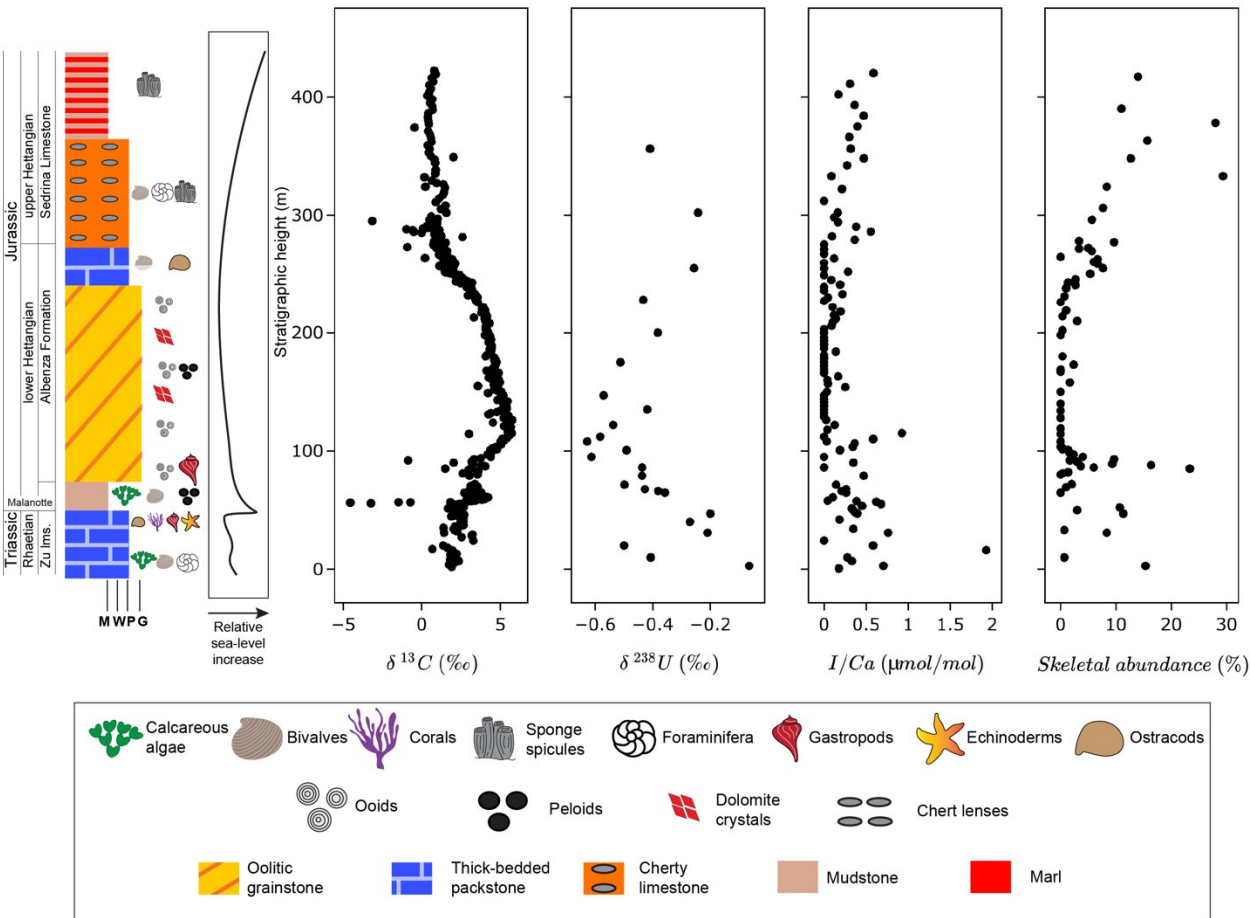 Jurassic
Triassic
upper Hettangian
lower Hettangian
Rhaetian
Sedrina Limestone
Albenza Formation
Malanotte
Zu lms.
M W P G
Relative
sea-level
increase
Stratigraphic height (m)
400
300
200
100
0
−5 0 5
δ ¹³C (‰)
−0.6 −0.4 −0.2
δ ²³⁸U (‰)
0 0.5 1 1.5 2
I/Ca (μmol/mol)
0 10 20 30
Skeletal abundance (%)
Calcareous
algae
Bivalves
Corals
Sponge
spicules
Foraminifera
Gastropods
Echinoderms
Ostracods
Ooids
Peloids
Dolomite
crystals
Chert lenses
Oolitic
grainstone
Thick-bedded
packstone
Cherty
limestone
Mudstone
Marl